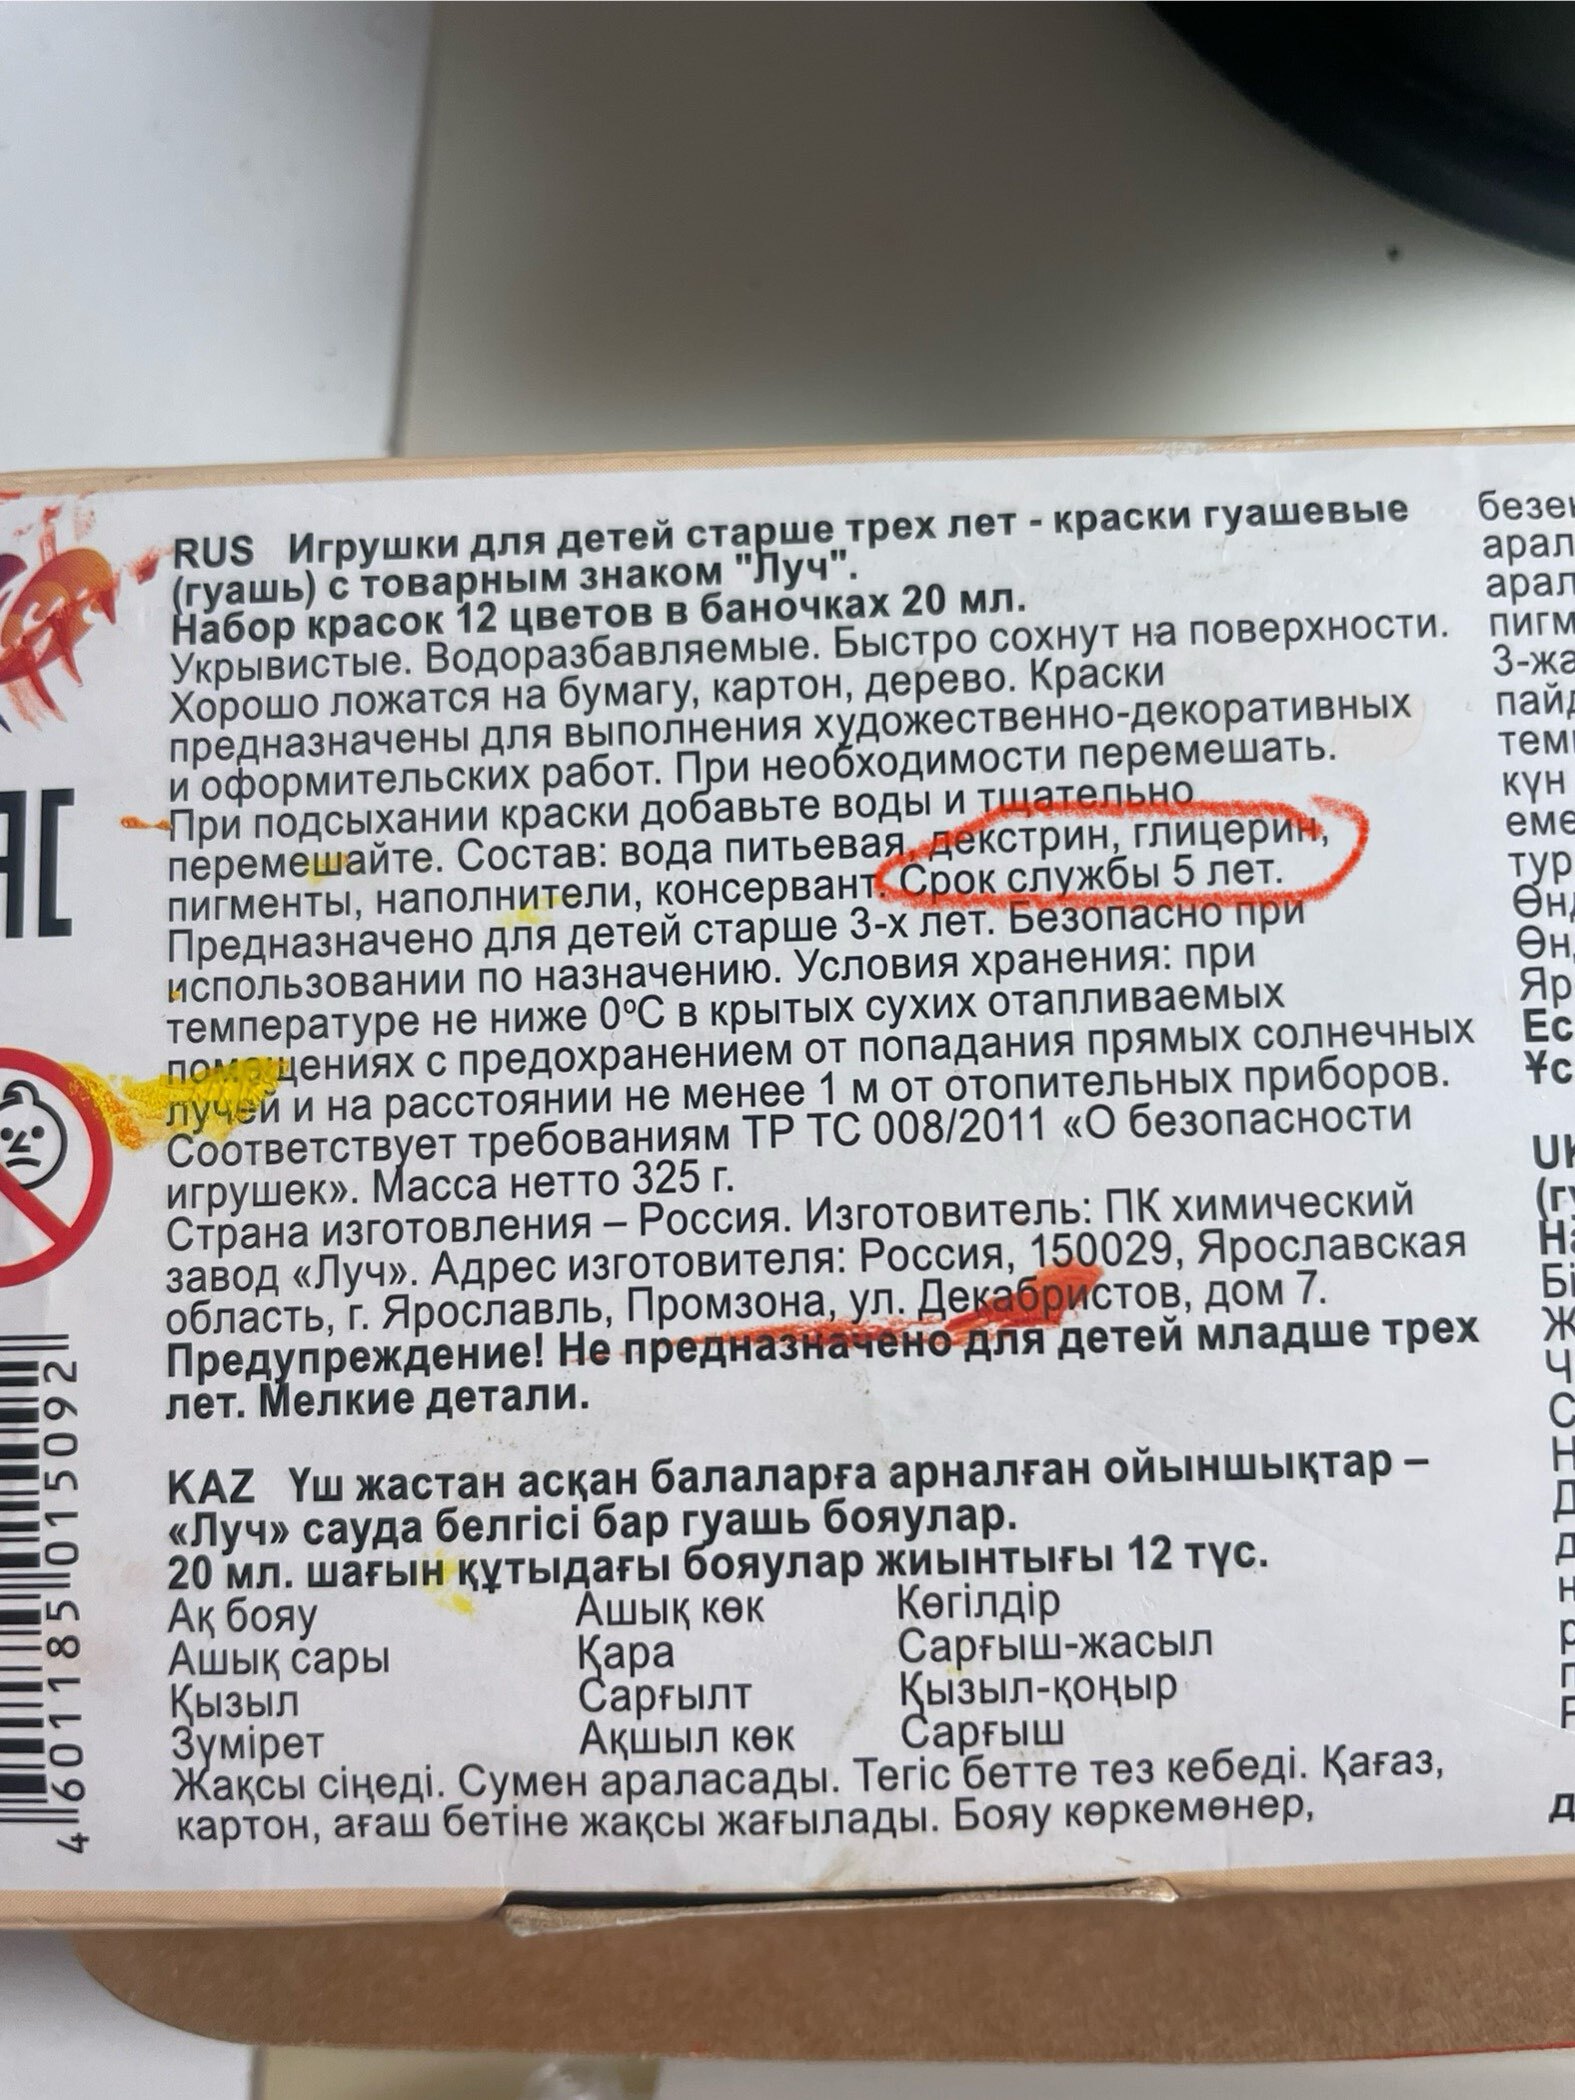 RUS Игрушки для детей старше трех лет - краски гуашевые
(гуашь) с товарным знаком "Луч".
Набор красок 12 цветов в баночках 20 мл.
Укрывистые. Водоразбавляемые. Быстро сохнут на поверхности.
Хорошо ложатся на бумагу, картон, дерево. Краски
предназначены для выполнения художественно-декоративных
и оформительских работ. При необходимости перемешать.
При подсыхании краски добавьте воды и тщательно
перемешайте. Состав: вода питьевая, декстрин, глицерин,
пигменты, наполнители, консервант. Срок службы 5 лет.
Предназначено для детей старше 3-х лет. Безопасно при
использовании по назначению. Условия хранения: при
температуре не ниже 0ºС в крытых сухих отапливаемых
помещениях с предохранением от попадания прямых солнечных
лучей и на расстоянии не менее 1 м от отопительных приборов.
Соответствует требованиям ТР ТС 008/2011 «О безопасности
игрушек». Масса нетто 325 г.
Страна изготовления – Россия. Изготовитель: ПК химический
завод «Луч». Адрес изготовителя: Россия, 150029, Ярославская
область, г. Ярославль, Промзона, ул. Декабристов, дом 7.
Предупреждение! Не предназначено для детей младше трех
лет. Мелкие детали.
KAZ Үш жастан асқан балаларға арналған ойыншықтар –
«Луч» сауда белгісі бар гуашь бояулар.
20 мл. шағын құтыдағы бояулар жиынтығы 12 түс.
Ақ бояу Ашық көк Көгілдір
Ашық сары Қара Сарғыш-жасыл
Қызыл Сарғылт Қызыл-қоңыр
Зүмірет Ақшыл көк Сарғыш
Жақсы сіңеді. Сумен араласады. Тегіс бетте тез кебеді. Қағаз,
картон, ағаш бетіне жақсы жағылады. Бояу көркемөнер,
4 601185 015092